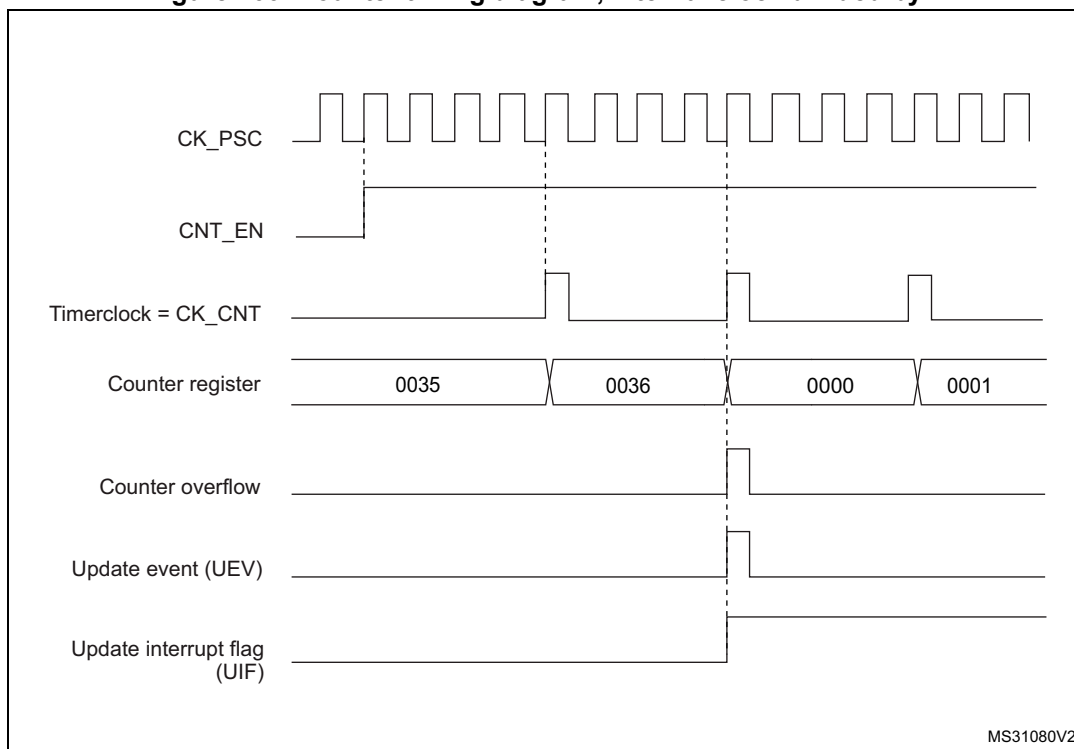 CK_PSC
CNT_EN
Timerclock = CK_CNT
Counter register 0035 0036 0000 0001
Counter overflow
Update event (UEV)
Update interrupt flag
(UIF)
MS31080V2